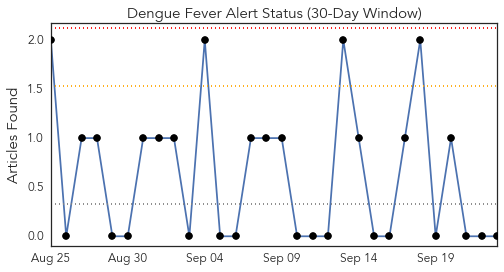 Dengue Fever Alert Status (30-Day Window)
Articles Found
2.0
1.5
1.0
0.5
0.0
Aug 25 Aug 30 Sep 04 Sep 09 Sep 14 Sep 19